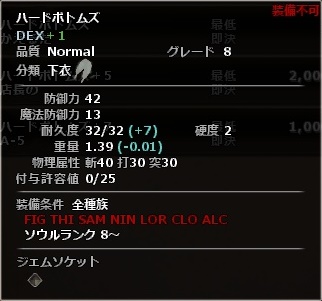 ハードボトムズ
装備不可
DEX+1
品質 Normal グレード 8
分類 下衣
防御力 42
魔法防御力 13
耐久度 32/32 (+7) 硬度 2
重量 1.39 (-0.01)
物理属性 斬40 打30 突30
付与許容値 0/25
装備条件 全種族
FIG THI SAM NIN LOR CLO ALC
ソウルランク 8~
ジェムソケット